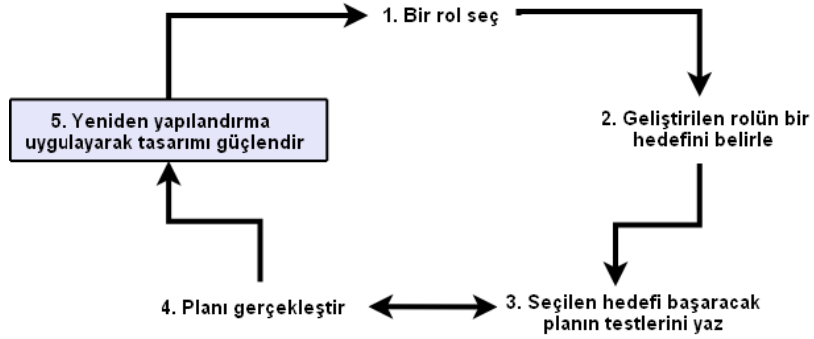 1. Bir rol seç
2. Geliştirilen rolün bir
hedefini belirle
3. Seçilen hedefi başaracak
planın testlerini yaz
4. Planı gerçekleştir
5. Yeniden yapılandırma
uygulayarak tasarımı güçlendir